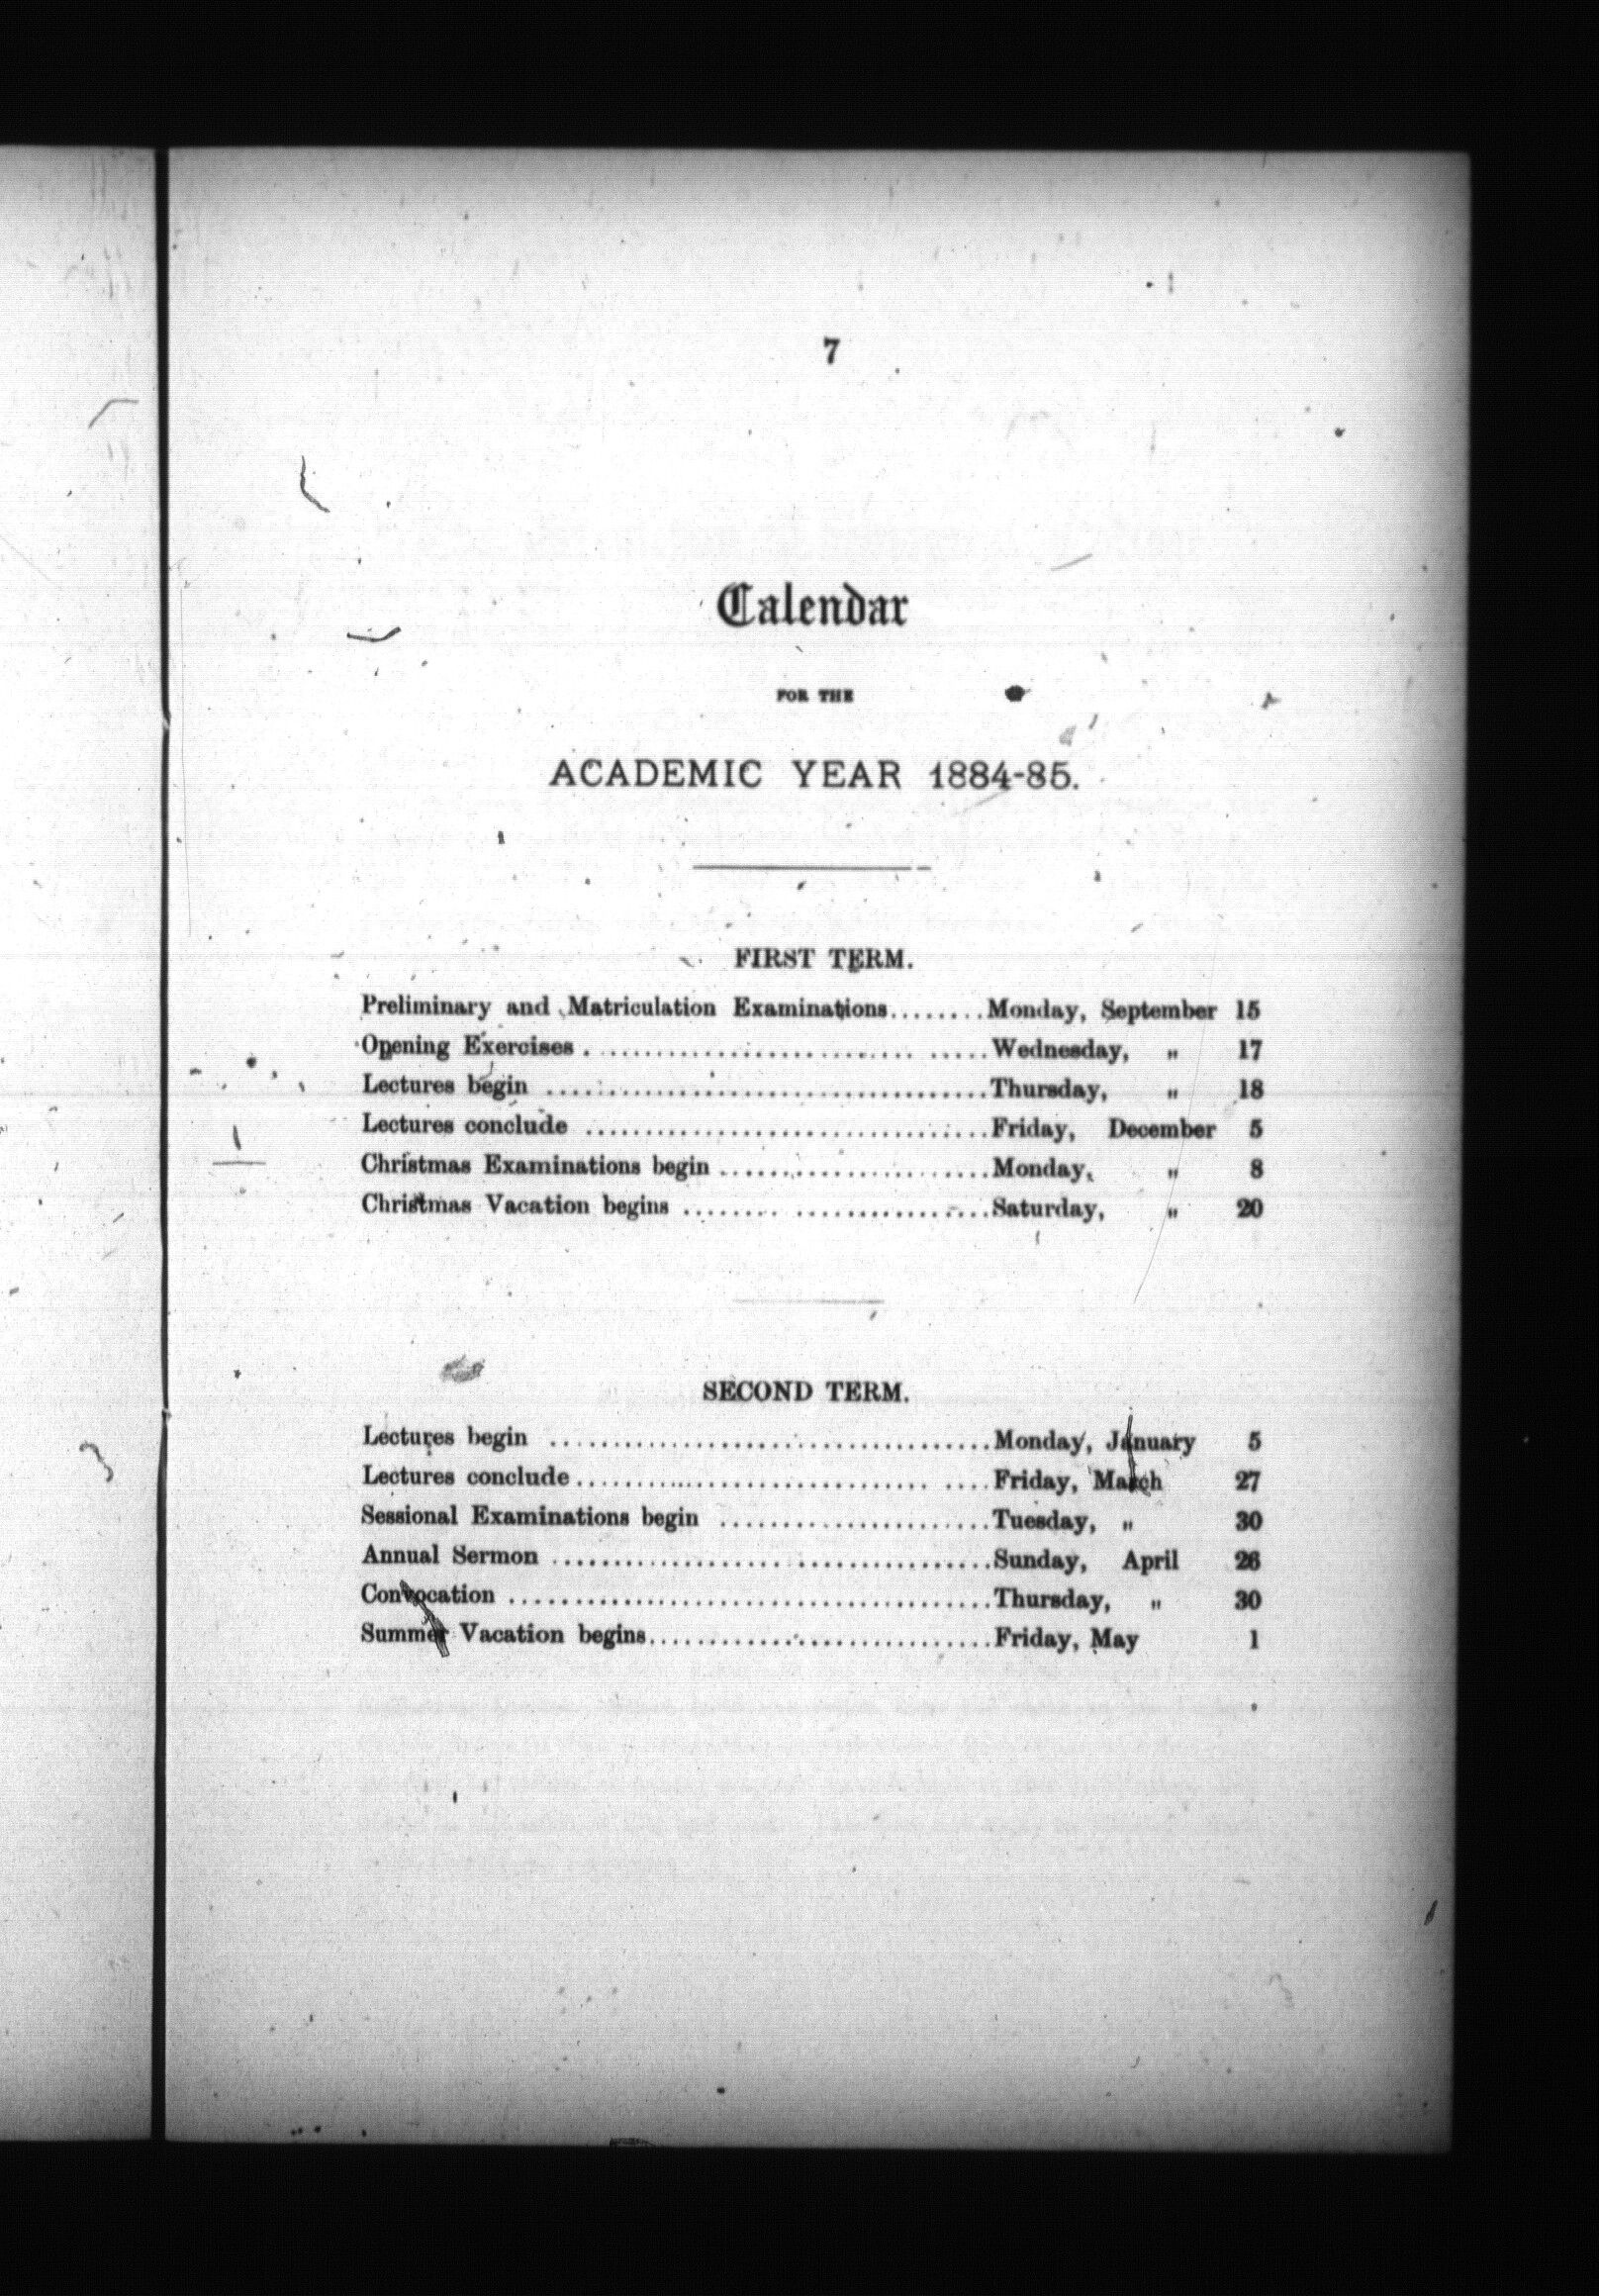 7
Calendar
FOR THE
ACADEMIC YEAR 1884-85.
FIRST TERM.
Preliminary and Matriculation Examinations........Monday, September 15
Opening Exercises ................................Wednesday, „ 17
Lectures begin ...................................Thursday, „ 18
Lectures conclude ................................Friday, December 5
Christmas Examinations begin .....................Monday, „ 8
Christmas Vacation begins ........................Saturday, „ 20
SECOND TERM.
Lectures begin ...................................Monday, January 5
Lectures conclude.................................Friday, March 27
Sessional Examinations begin .....................Tuesday, „ 30
Annual Sermon ....................................Sunday, April 26
Convocation ......................................Thursday, „ 30
Summer Vacation begins............................Friday, May 1